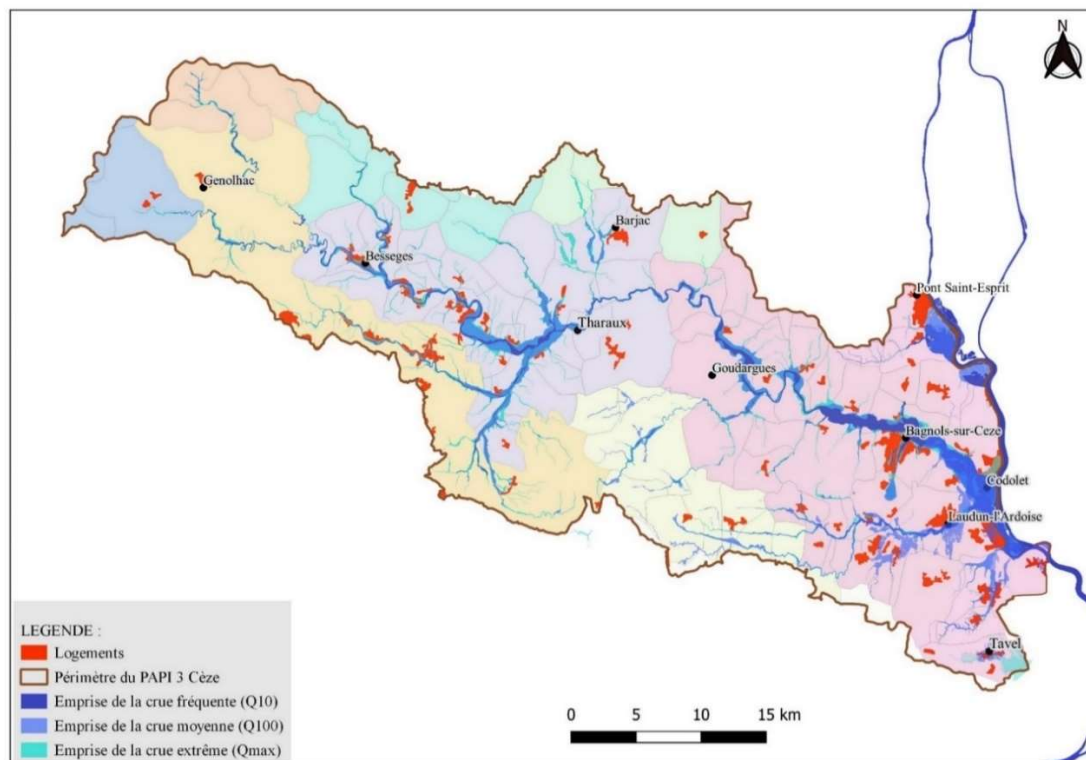 N
Genolhac
Barjac
Besseges
Pont Saint-Esprit
Tharaux
Goudargues
Bagnols-sur-Ceze
Codolet
Laudun-l'Ardoise
Tavel
LEGENDE :
Logements
Périmètre du PAPI 3 Cèze
Emprise de la crue fréquente (Q10)
Emprise de la crue moyenne (Q100)
Emprise de la crue extrême (Qmax)
0 5 10 15 km